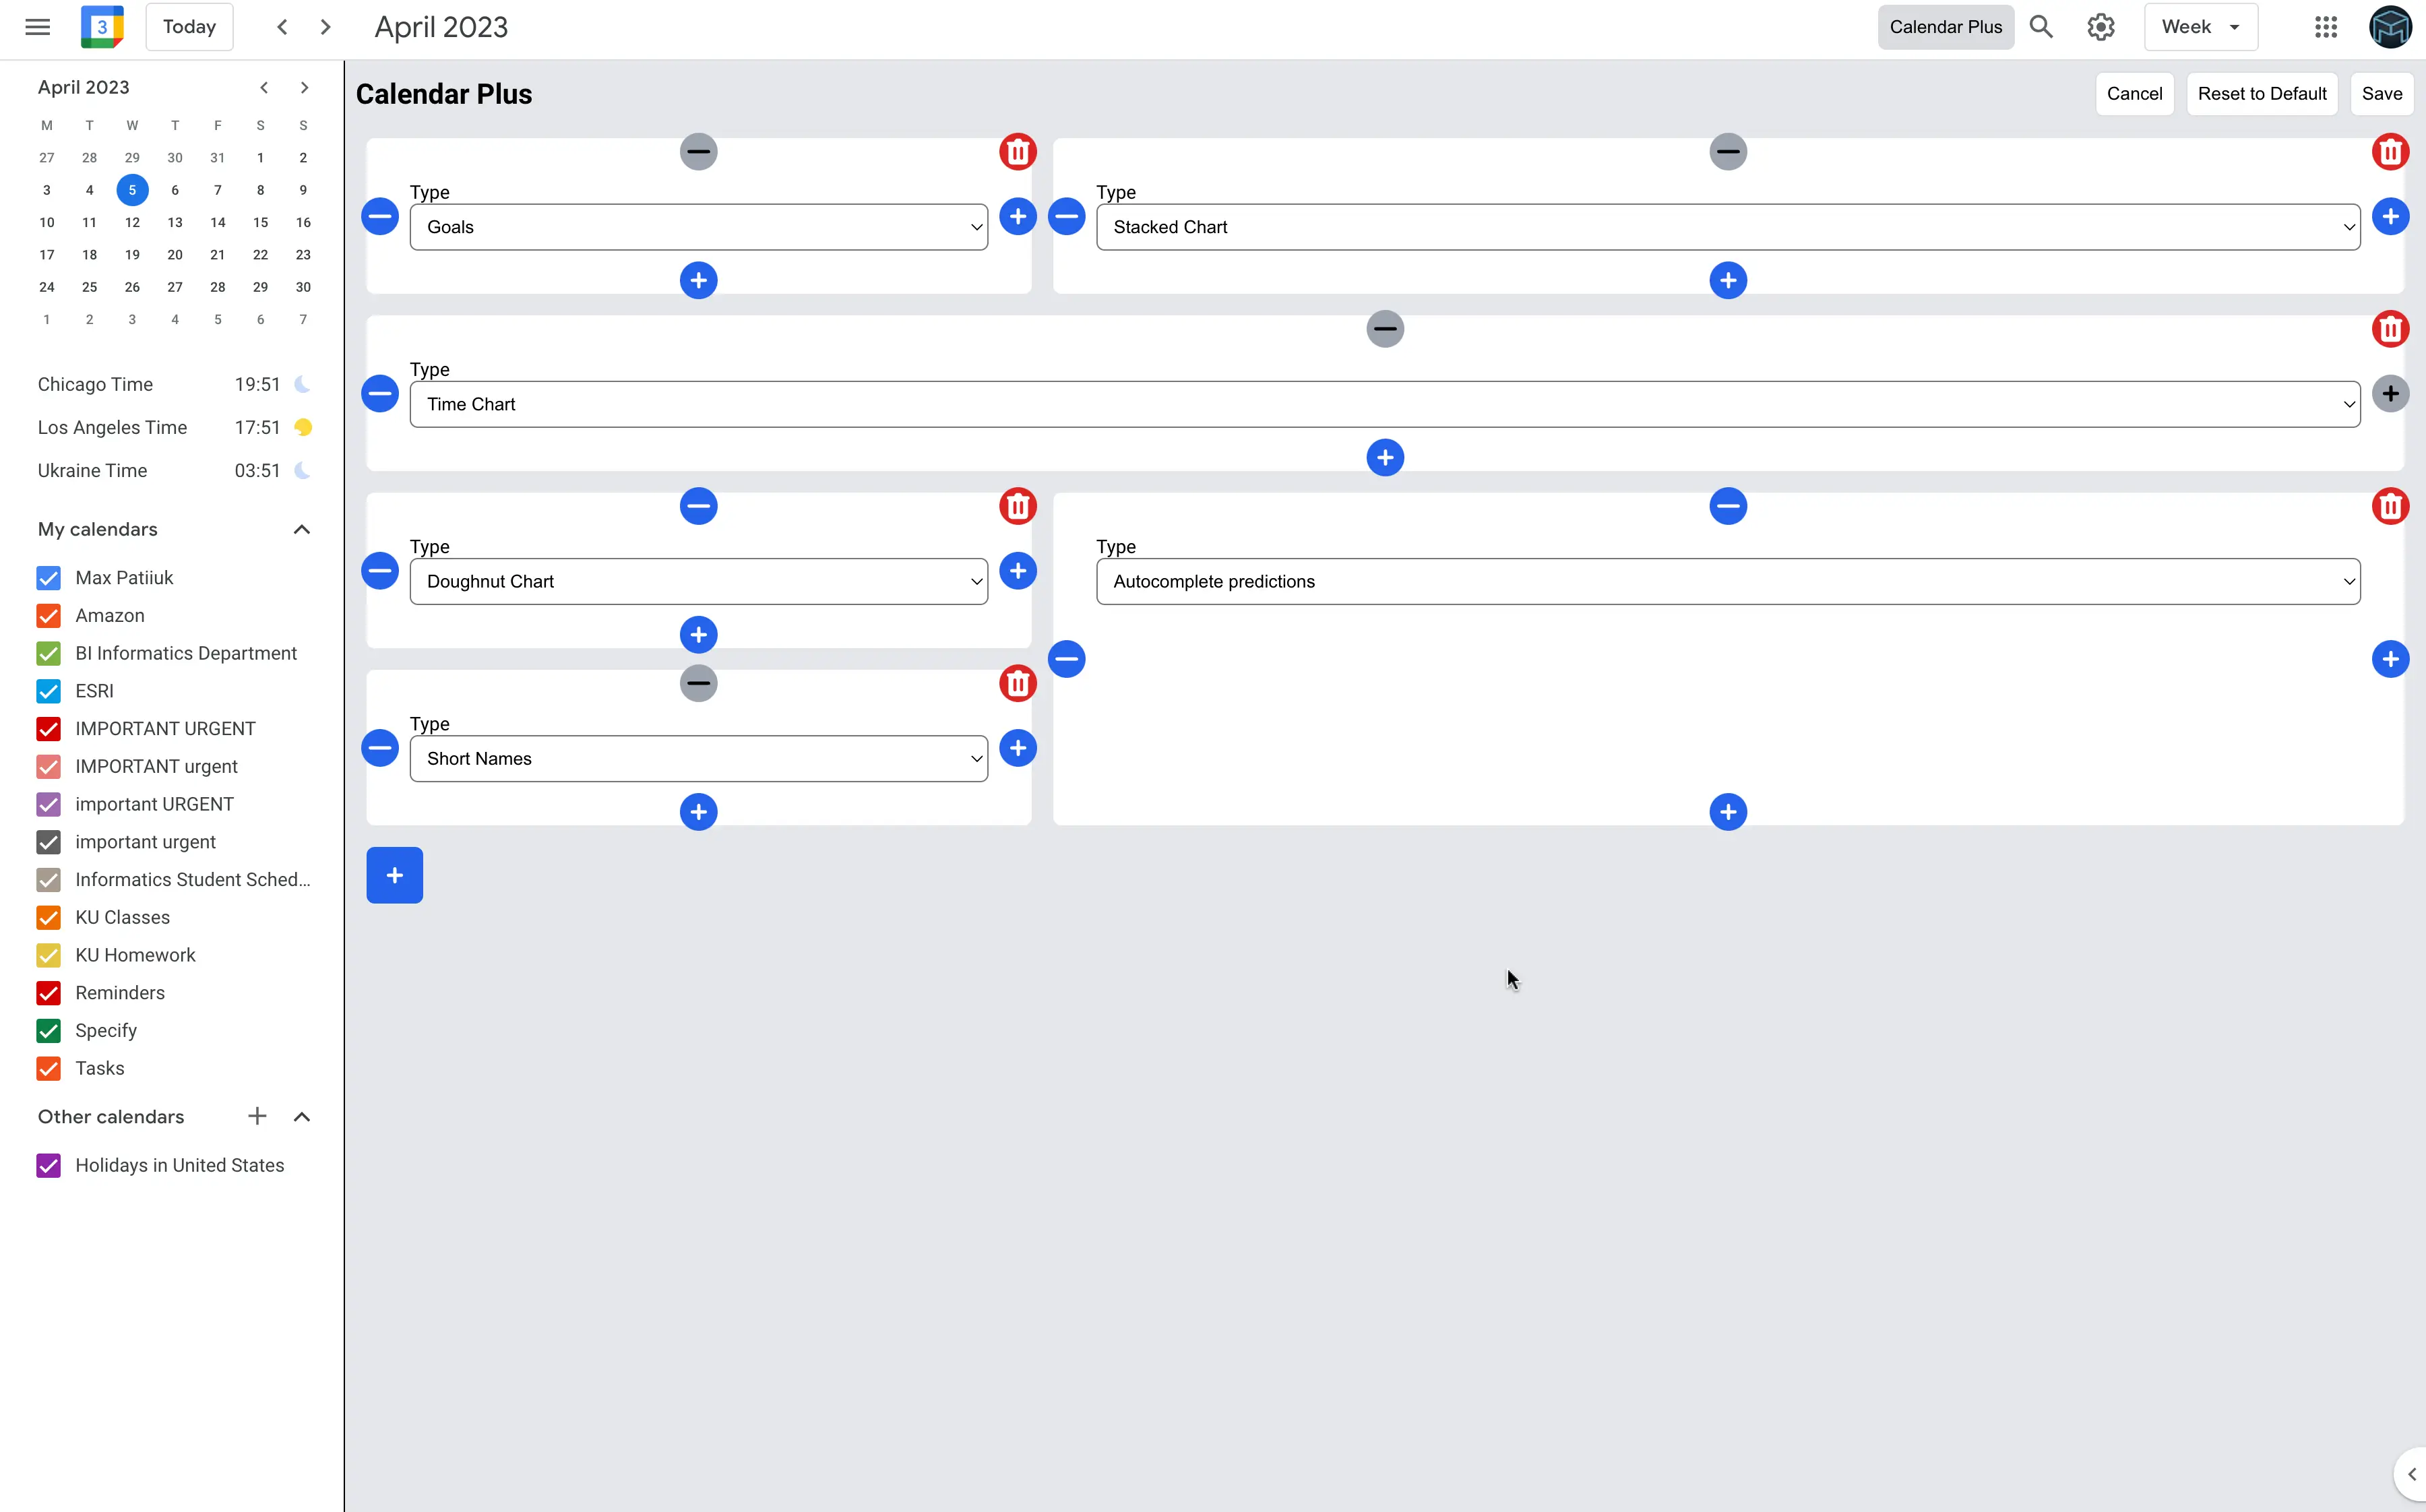 3 Today April 2023 Calendar Plus Week
April 2023
M T W T F S S
27 28 29 30 31 1 2
3 4 5 6 7 8 9
10 11 12 13 14 15 16
17 18 19 20 21 22 23
24 25 26 27 28 29 30
1 2 3 4 5 6 7
Chicago Time 19:51
Los Angeles Time 17:51
Ukraine Time 03:51
My calendars
Max Patiiuk
Amazon
BI Informatics Department
ESRI
IMPORTANT URGENT
IMPORTANT urgent
important URGENT
important urgent
Informatics Student Sched...
KU Classes
KU Homework
Reminders
Specify
Tasks
Other calendars
Holidays in United States
Calendar Plus Cancel Reset to Default Save
Type
Goals
Type
Stacked Chart
Type
Time Chart
Type
Doughnut Chart
Type
Autocomplete predictions
Type
Short Names